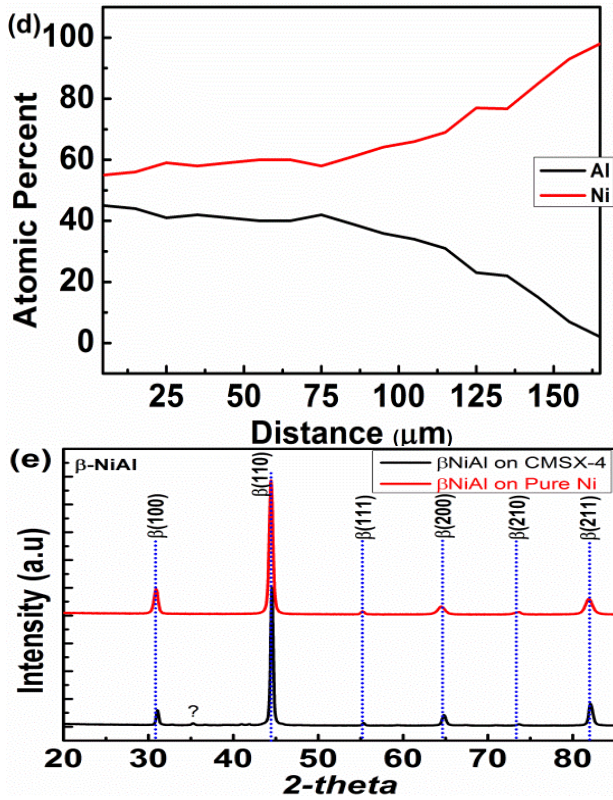 (d)
100
80
60
40
20
0
Atomic Percent
Al
Ni
25 50 75 100 125 150
Distance (μm)
(e)
β-NiAl
βNiAl on CMSX-4
βNiAl on Pure Ni
β(100)
β(110)
β(111)
β(200)
β(210)
β(211)
Intensity (a.u)
?
20 30 40 50 60 70 80
2-theta